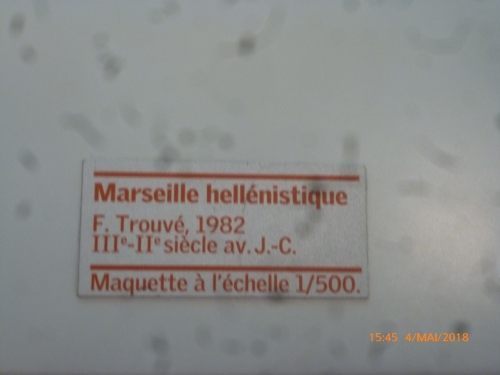 Marseille hellénistique
F. Trouvé, 1982
IIIᵉ-IIᵉ siècle av. J.-C.
Maquette à l'échelle 1/500.
15:45 4/MAI/2018